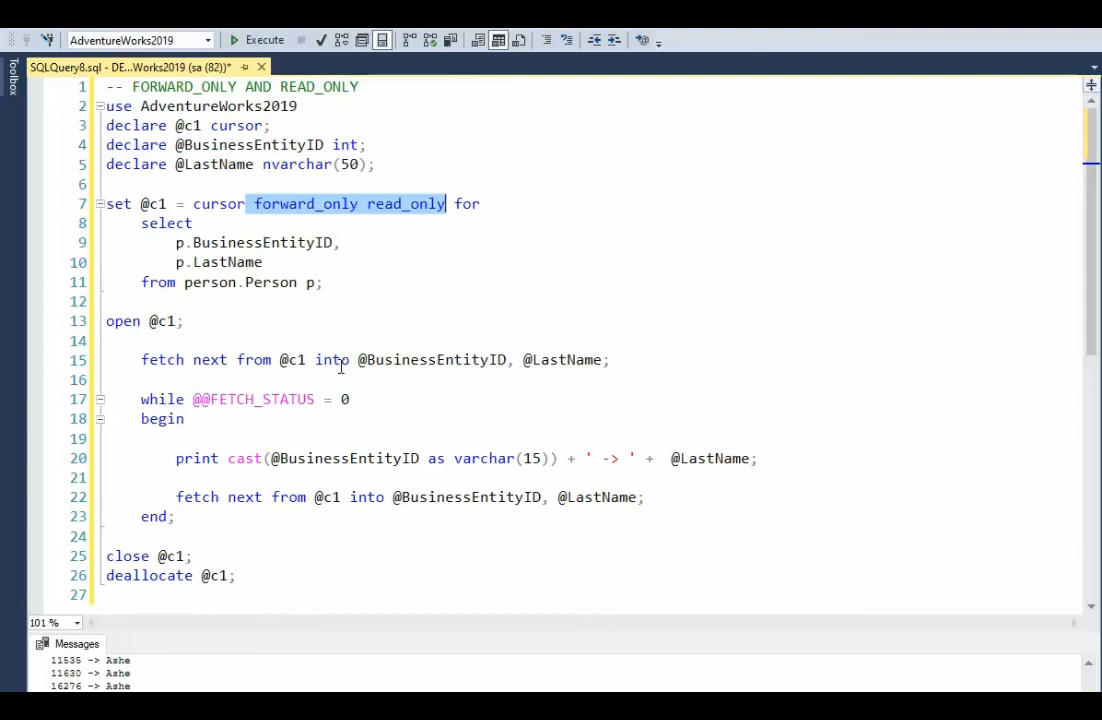 AdventureWorks2019 Execute
Toolbox
SQLQuery8.sql - DE...Works2019 (sa (82))*
1 -- FORWARD_ONLY AND READ_ONLY
2 use AdventureWorks2019
3 declare @c1 cursor;
4 declare @BusinessEntityID int;
5 declare @LastName nvarchar(50);
6
7 set @c1 = cursor forward_only read_only for
8 select
9 p.BusinessEntityID,
10 p.LastName
11 from person.Person p;
12
13 open @c1;
14
15 fetch next from @c1 into @BusinessEntityID, @LastName;
16
17 while @@FETCH_STATUS = 0
18 begin
19
20 print cast(@BusinessEntityID as varchar(15)) + ' -> ' + @LastName;
21
22 fetch next from @c1 into @BusinessEntityID, @LastName;
23 end;
24
25 close @c1;
26 deallocate @c1;
27
101 %
Messages
11535 -> Ashe
11630 -> Ashe
16276 -> Ashe